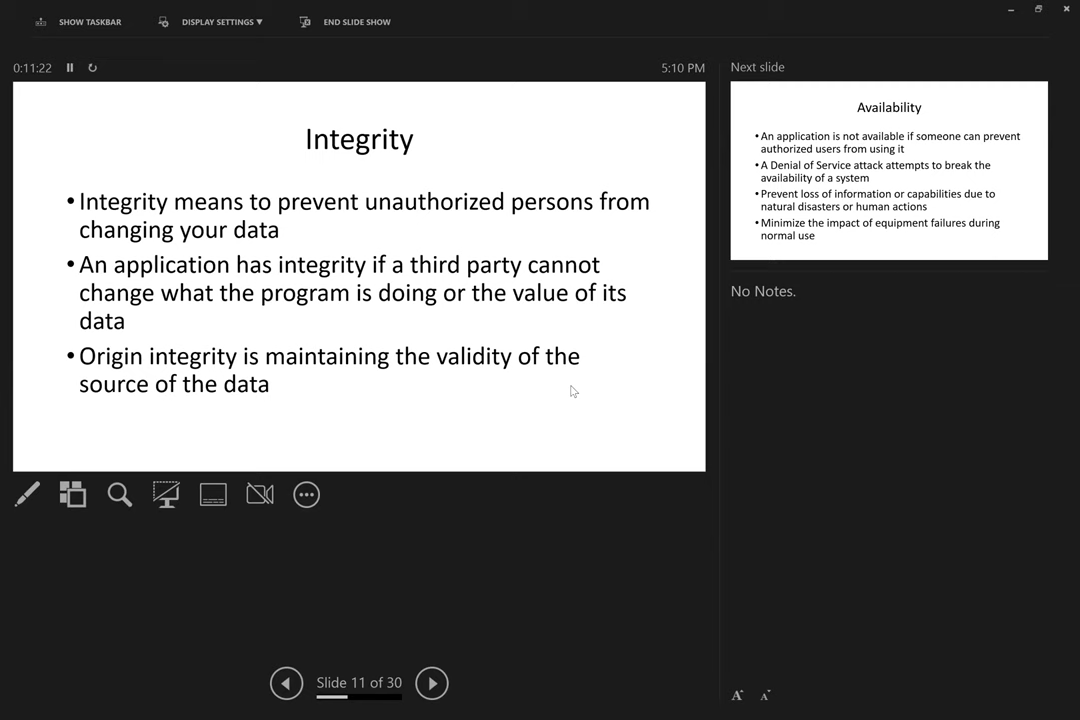 SHOW TASKBAR
DISPLAY SETTINGS ▼
END SLIDE SHOW
0:11:22
5:10 PM
Integrity
•Integrity means to prevent unauthorized persons from
changing your data
•An application has integrity if a third party cannot
change what the program is doing or the value of its
data
•Origin integrity is maintaining the validity of the
source of the data
Slide 11 of 30
Next slide
Availability
•An application is not available if someone can prevent
authorized users from using it
•A Denial of Service attack attempts to break the
availability of a system
•Prevent loss of information or capabilities due to
natural disasters or human actions
•Minimize the impact of equipment failures during
normal use
No Notes.
A A